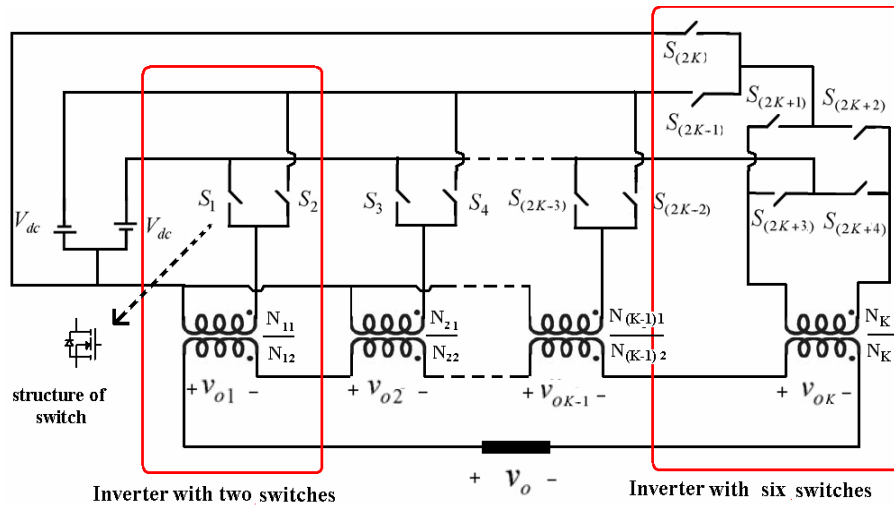 S(2K)
S(2K-1)
S(2K+1)
S(2K+2)
Vdc
Vdc
S1
S2
S3
S4
S(2K-3)
S(2K-2)
S(2K+3)
S(2K+4)
N11
N12
N21
N22
N(K-1)1
N(K-1)2
NK
NK
structure of
switch
+ vo1 -
+ vo2 -
+ voK-1 -
+ voK -
+ vo -
Inverter with two switches
Inverter with six switches